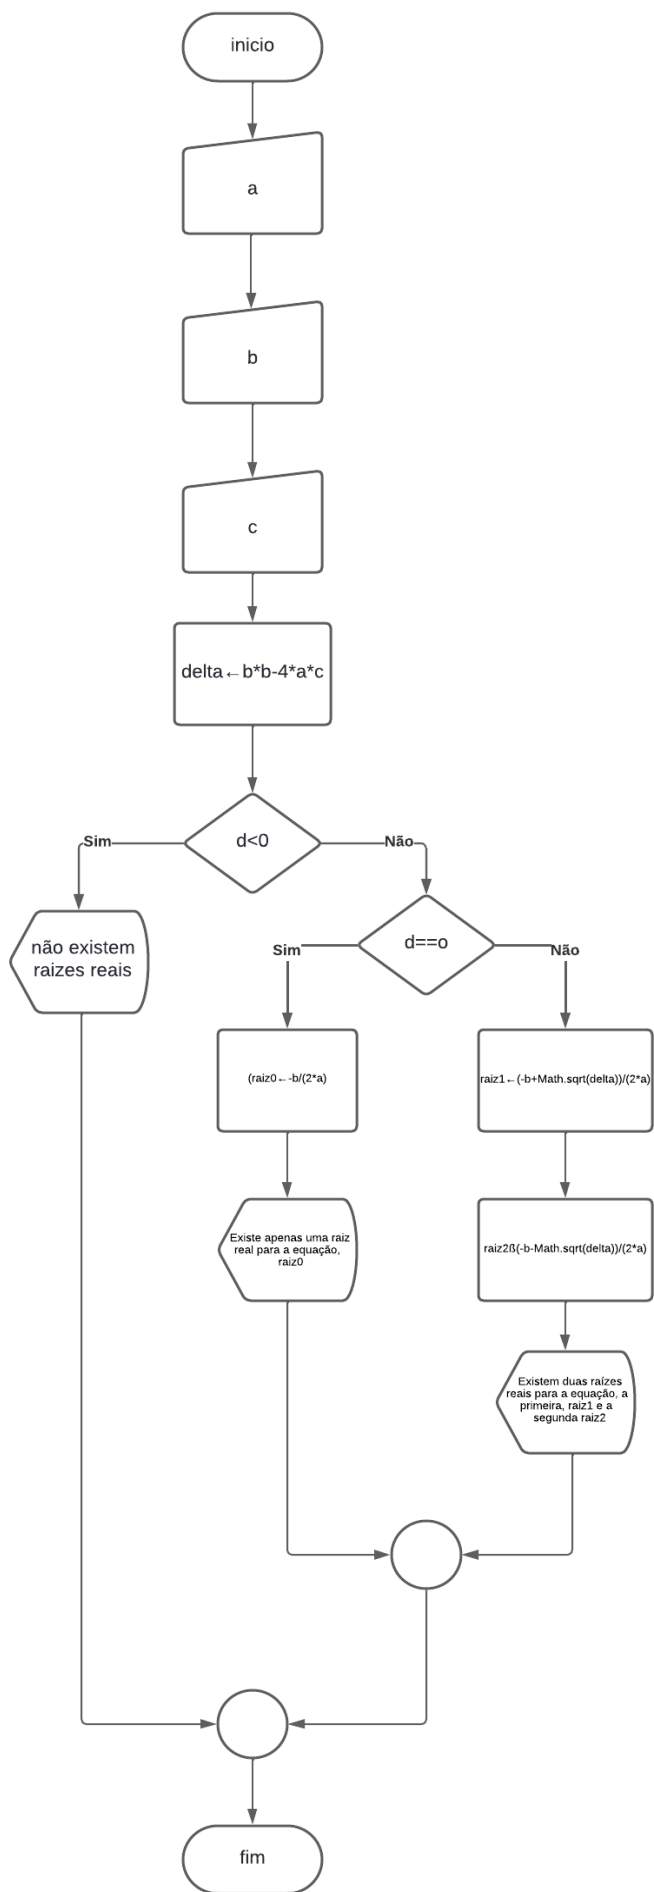 inicio
a
b
c
delta←b*b-4*a*c
d<0
Sim
Não
não existem
raizes reais
d==o
Sim
Não
(raiz0←-b/(2*a)
raiz1←(-b+Math.sqrt(delta))/(2*a)
Existe apenas uma raiz
real para a equação,
raiz0
raiz2ß(-b-Math.sqrt(delta))/(2*a)
Existem duas raízes
reais para a equação, a
primeira, raiz1 e a
segunda raiz2
fim